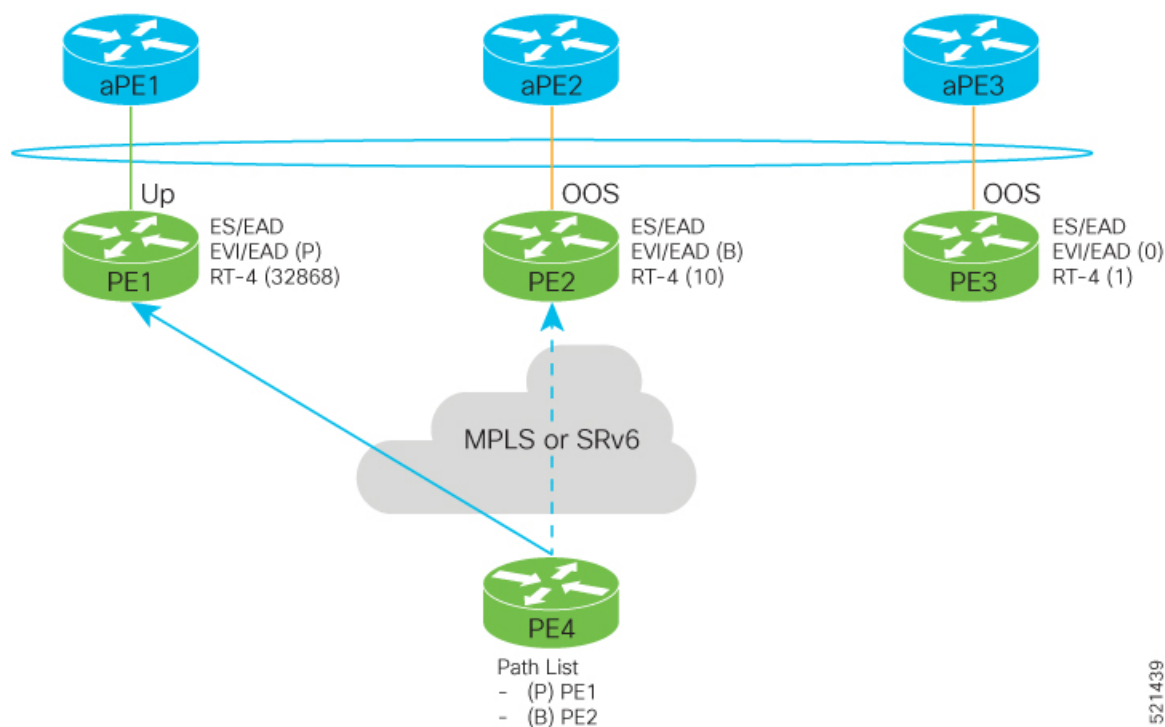 aPE1
aPE2
aPE3
Up
OOS
OOS
PE1
ES/EAD
EVI/EAD (P)
RT-4 (32868)
PE2
ES/EAD
EVI/EAD (B)
RT-4 (10)
PE3
ES/EAD
EVI/EAD (0)
RT-4 (1)
MPLS or SRv6
PE4
Path List
- (P) PE1
- (B) PE2
521439